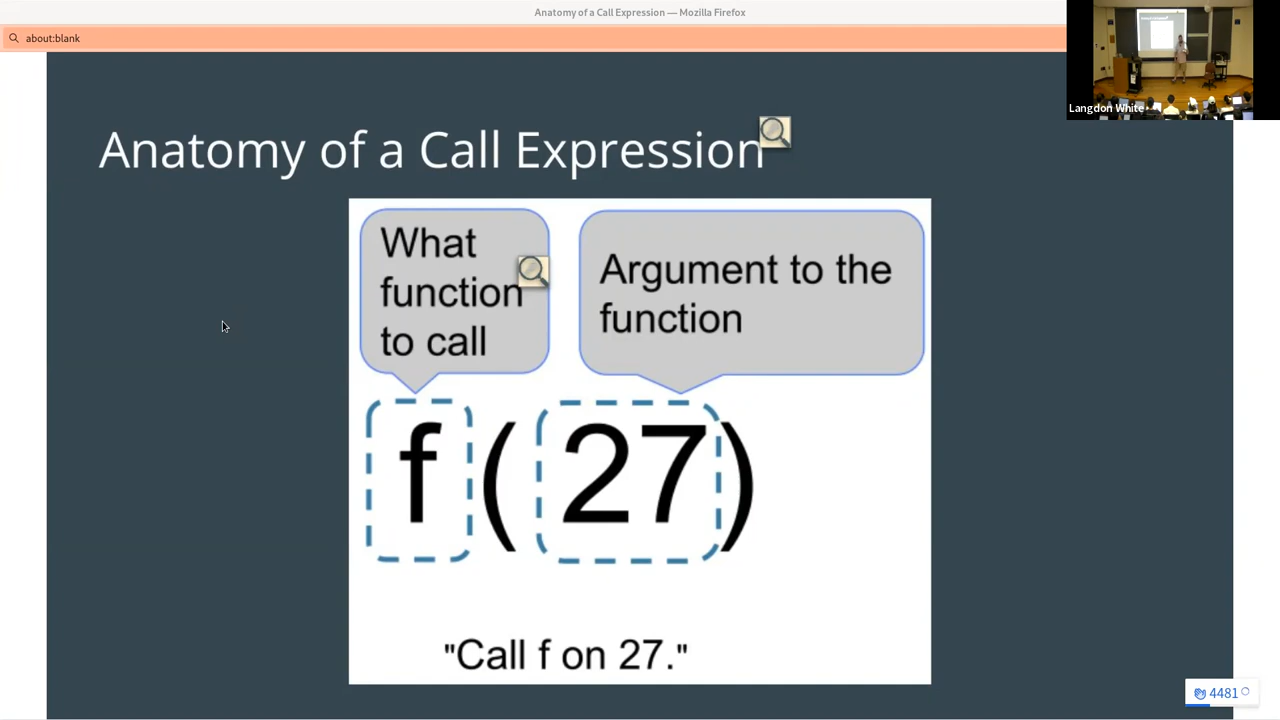 Anatomy of a Call Expression — Mozilla Firefox
about:blank
Langdon White
Anatomy of a Call Expression
What
function
to call
Argument to the
function
f ( 27 )
"Call f on 27."
4481